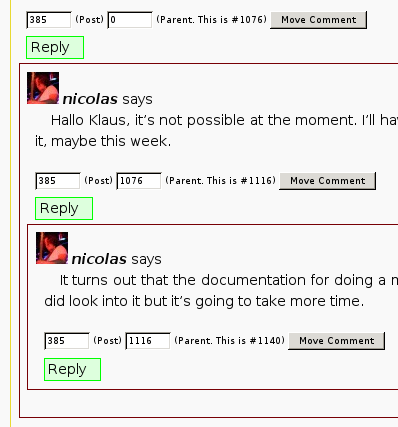 385 (Post) 0 (Parent. This is #1076) Move Comment
Reply
nicolas says
Hallo Klaus, it's not possible at the moment. I'll
it, maybe this week.
385 (Post) 1076 (Parent. This is #1116) Move Comment
Reply
nicolas says
It turns out that the documentation for doing a
did look into it but it's going to take more time.
385 (Post) 1116 (Parent. This is #1140) Move Comment
Reply